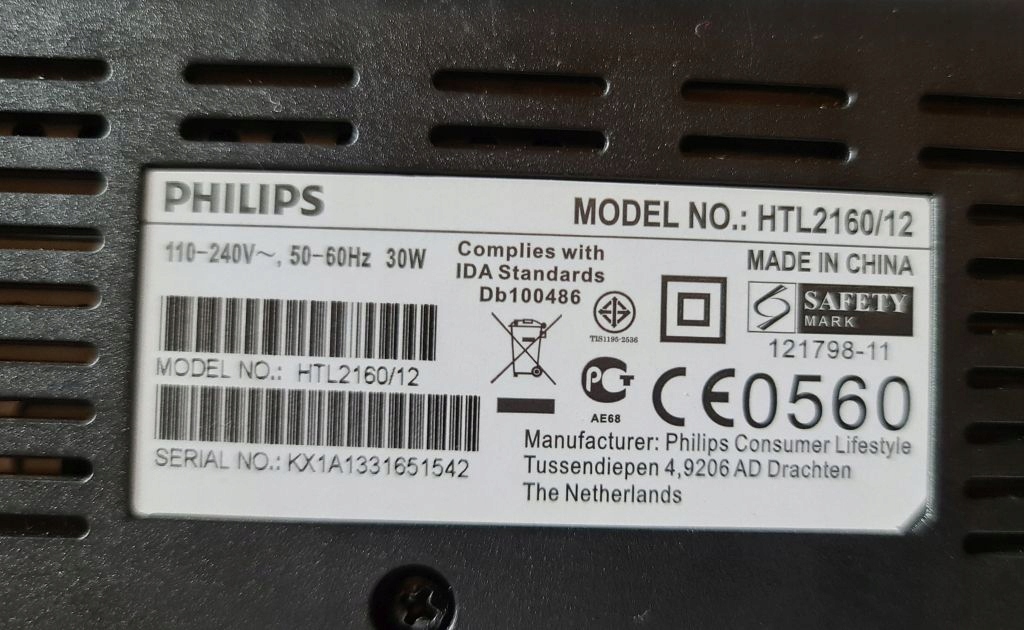 PHILIPS
MODEL NO.: HTL2160/12
110-240V~, 50-60Hz 30W
Complies with
IDA Standards
Db100486
MADE IN CHINA
SAFETY
MARK
TIS1195-2536
121798-11
MODEL NO.: HTL2160/12
PCT
AE68
CE0560
SERIAL NO.: KX1A1331651542
Manufacturer: Philips Consumer Lifestyle
Tussendiepen 4,9206 AD Drachten
The Netherlands